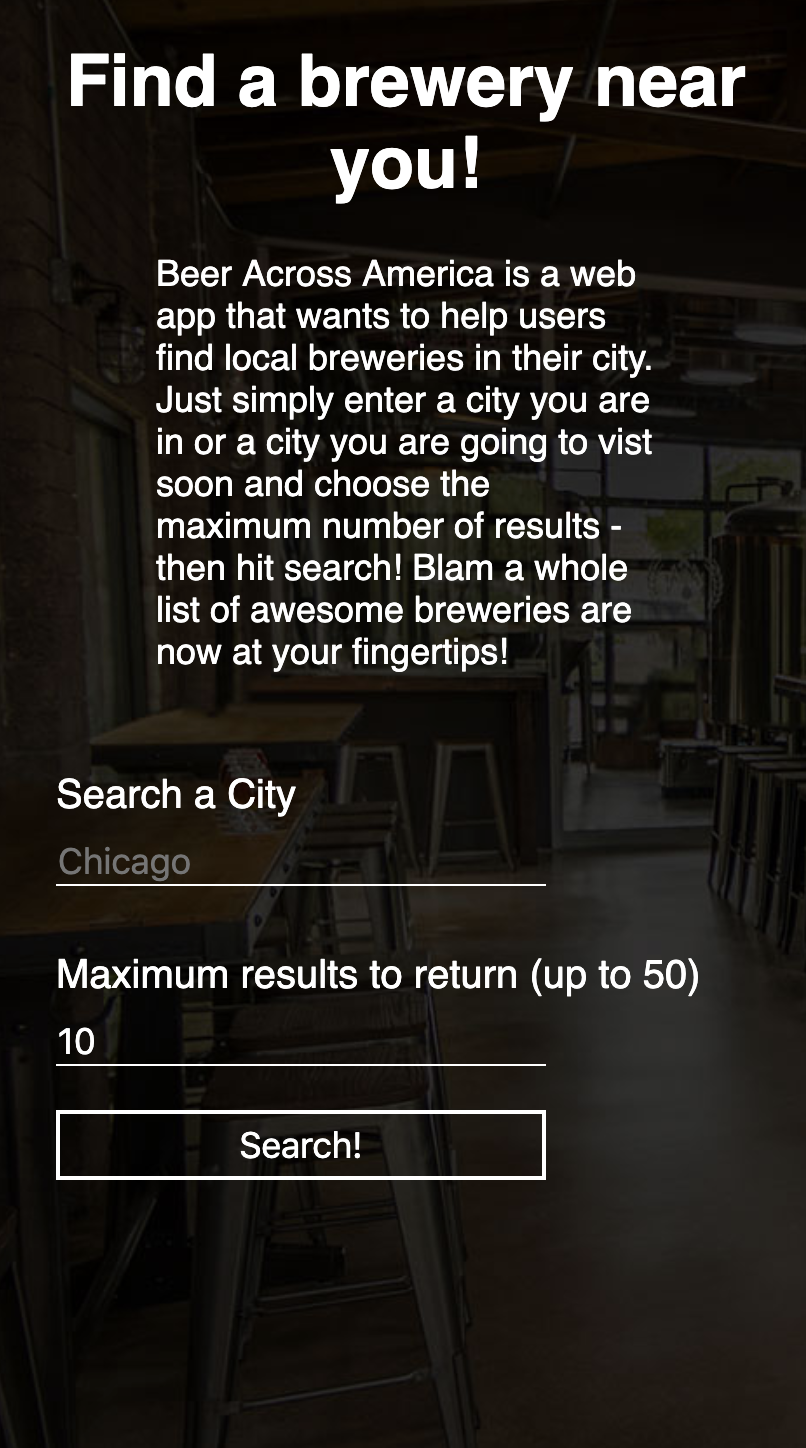 Find a brewery near
you!
Beer Across America is a web
app that wants to help users
find local breweries in their city.
Just simply enter a city you are
in or a city you are going to vist
soon and choose the
maximum number of results -
then hit search! Blam a whole
list of awesome breweries are
now at your fingertips!
Search a City
Chicago
Maximum results to return (up to 50)
10
Search!